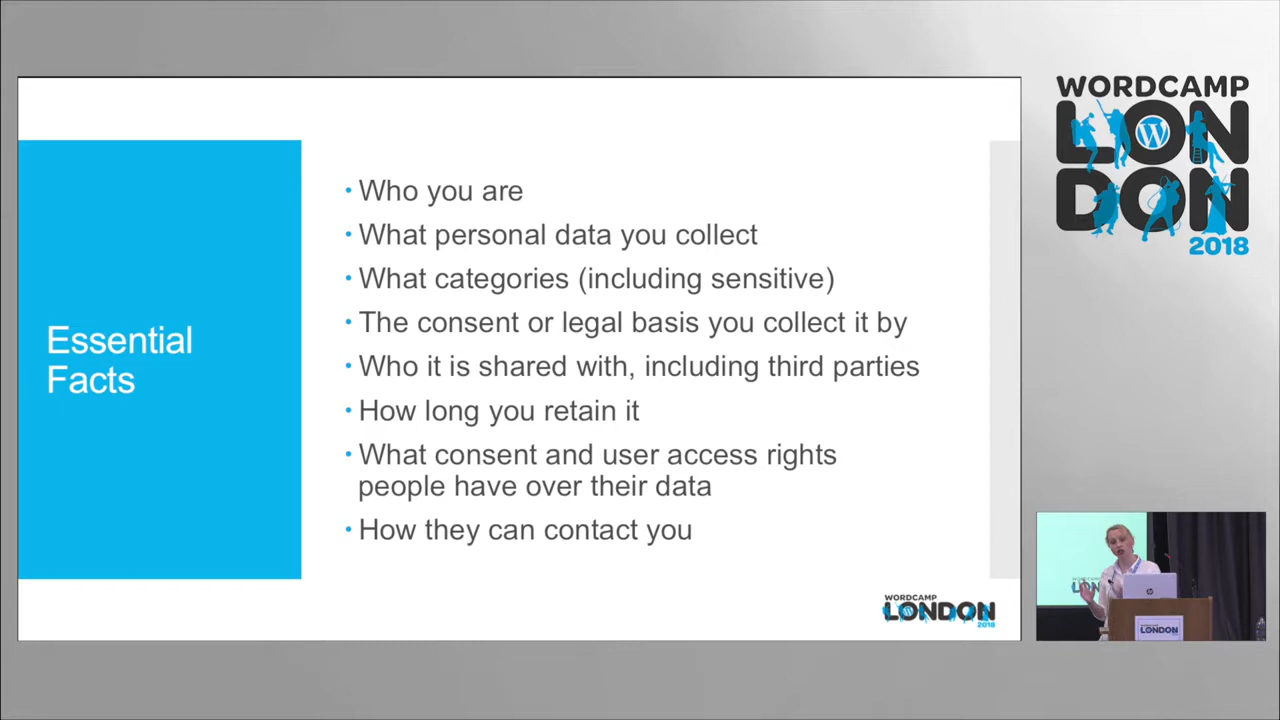 Essential
Facts
• Who you are
• What personal data you collect
• What categories (including sensitive)
• The consent or legal basis you collect it by
• Who it is shared with, including third parties
• How long you retain it
• What consent and user access rights
people have over their data
• How they can contact you
WORDCAMP
LONDON
2018
WORDCAMP
LONDON
2018
WORDCAMP
LONDON